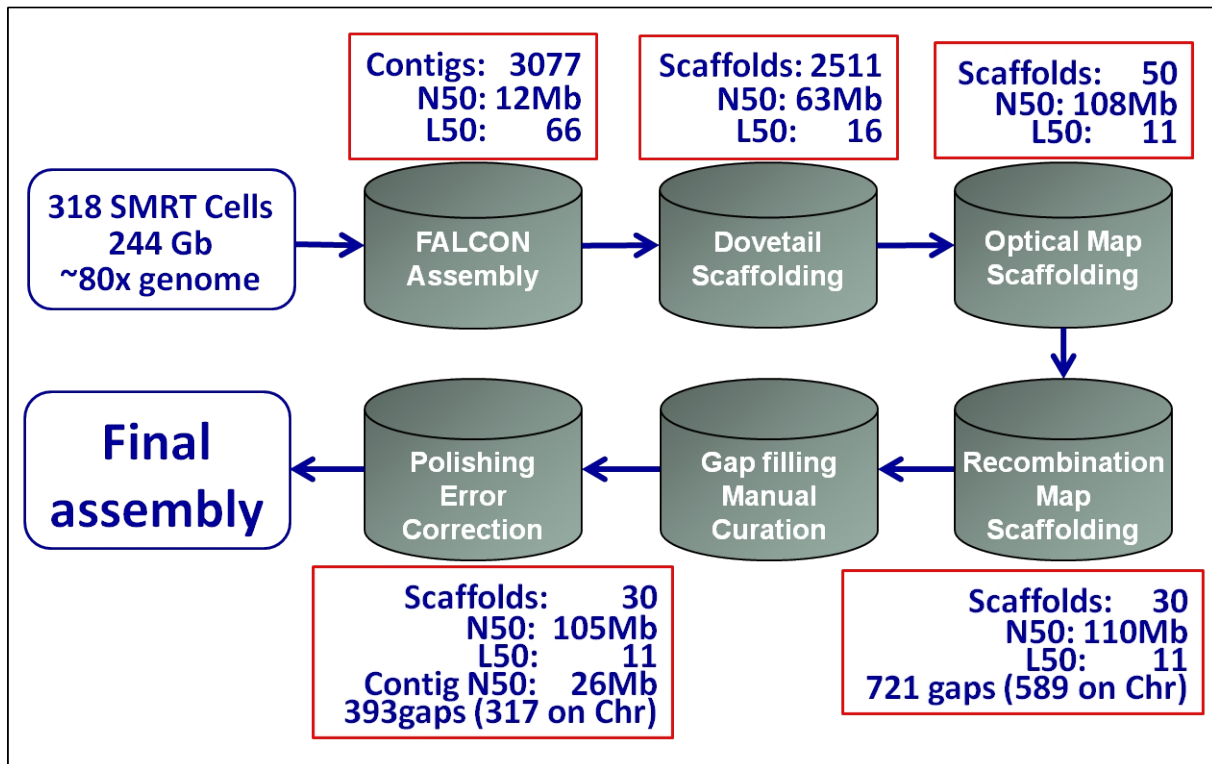 Contigs: 3077
N50: 12Mb
L50: 66
Scaffolds: 2511
N50: 63Mb
L50: 16
Scaffolds: 50
N50: 108Mb
L50: 11
318 SMRT Cells
244 Gb
~80x genome
FALCON
Assembly
Dovetail
Scaffolding
Optical Map
Scaffolding
Final
assembly
Polishing
Error
Correction
Gap filling
Manual
Curation
Recombination
Map
Scaffolding
Scaffolds: 30
N50: 105Mb
L50: 11
Contig N50: 26Mb
393gaps (317 on Chr)
Scaffolds: 30
N50: 110Mb
L50: 11
721 gaps (589 on Chr)